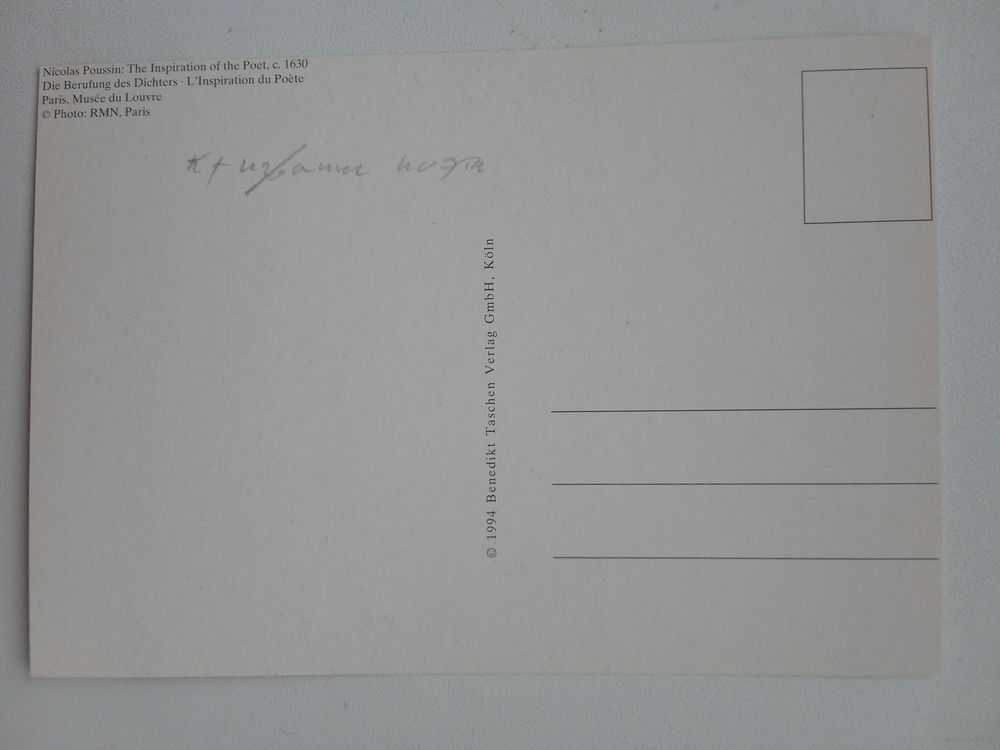 Nicolas Poussin: The Inspiration of the Poet, c. 1630
Die Berufung des Dichters · L'Inspiration du Poète
Paris, Musée du Louvre
© Photo: RMN, Paris
поэта
© 1994 Benedikt Taschen Verlag GmbH, Köln